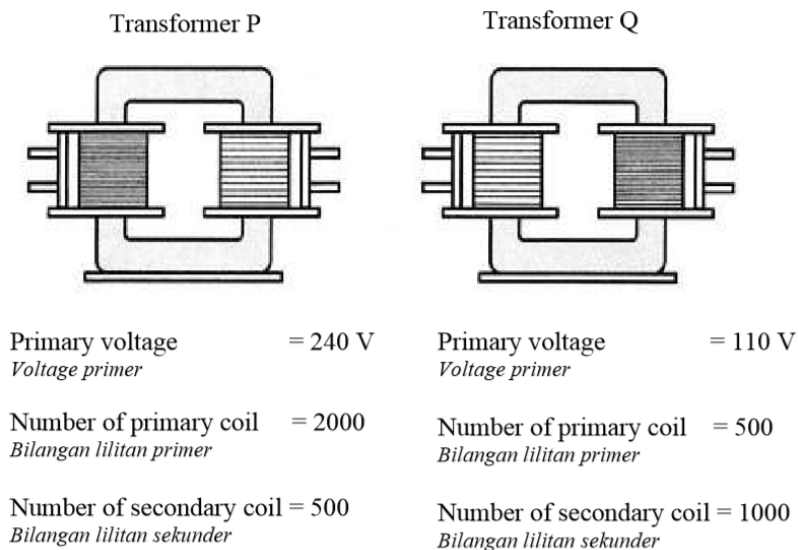 Transformer P
Transformer Q
Primary voltage = 240 V
Voltage primer
Number of primary coil = 2000
Bilangan lilitan primer
Number of secondary coil = 500
Bilangan lilitan sekunder
Primary voltage = 110 V
Voltage primer
Number of primary coil = 500
Bilangan lilitan primer
Number of secondary coil = 1000
Bilangan lilitan sekunder